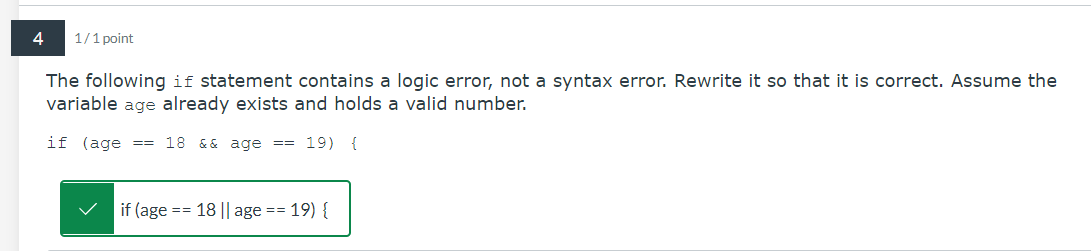 4
1 / 1 point
The following if statement contains a logic error, not a syntax error. Rewrite it so that it is correct. Assume the
variable age already exists and holds a valid number.
if (age == 18 && age == 19) {
if (age == 18 || age == 19) {